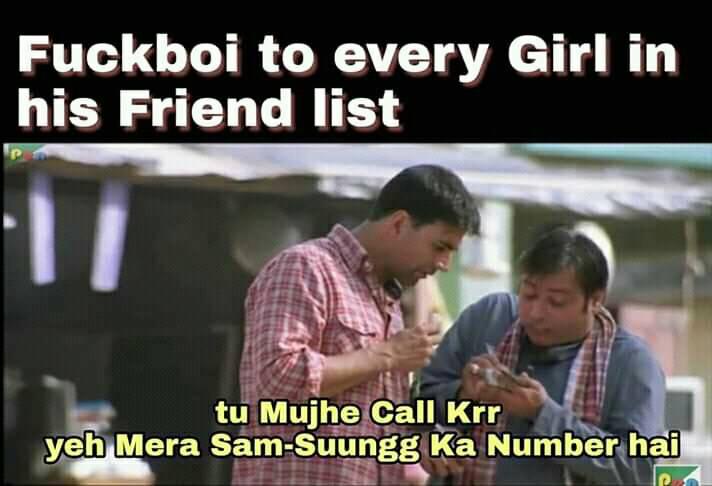 Fuckboi to every Girl in
his Friend list
tu Mujhe Call Krr
yeh Mera Sam-Suungg Ka Number hai